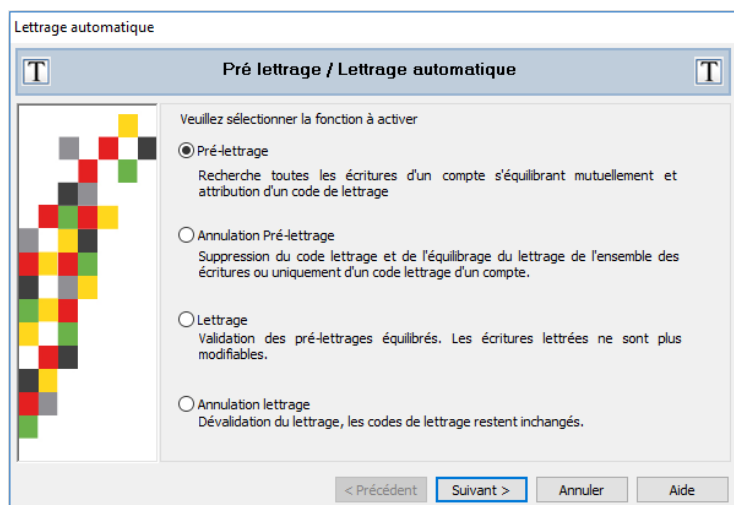 Lettrage automatique
T
Pré lettrage / Lettrage automatique
T
Veuillez sélectionner la fonction à activer
Pré-lettrage
Recherche toutes les écritures d'un compte s'équilibrant mutuellement et
attribution d'un code de lettrage
Annulation Pré-lettrage
Suppression du code lettrage et de l'équilibrage du lettrage de l'ensemble des
écritures ou uniquement d'un code lettrage d'un compte.
Lettrage
Validation des pré-lettrages équilibrés. Les écritures lettrées ne sont plus
modifiables.
Annulation lettrage
Dévalidation du lettrage, les codes de lettrage restent inchangés.
< Précédent
Suivant >
Annuler
Aide